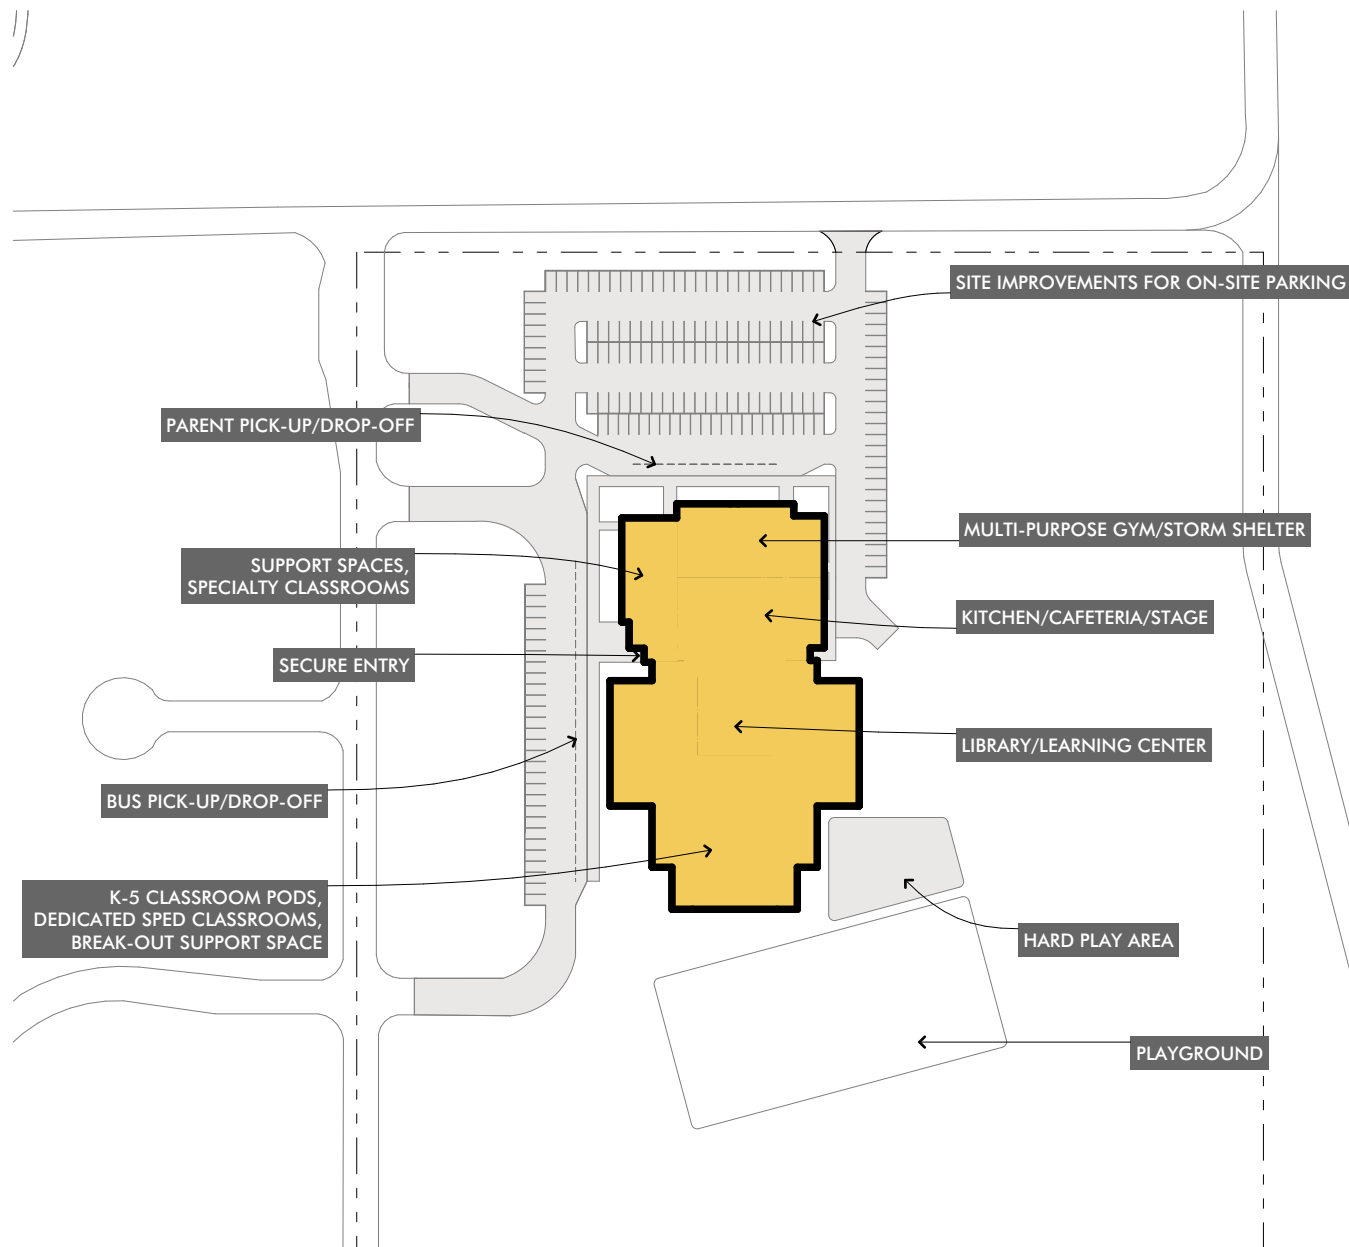 SITE IMPROVEMENTS FOR ON-SITE PARKING
PARENT PICK-UP/DROP-OFF
MULTI-PURPOSE GYM/STORM SHELTER
SUPPORT SPACES,
SPECIALTY CLASSROOMS
KITCHEN/CAFETERIA/STAGE
SECURE ENTRY
LIBRARY/LEARNING CENTER
BUS PICK-UP/DROP-OFF
K-5 CLASSROOM PODS,
DEDICATED SPED CLASSROOMS,
BREAK-OUT SUPPORT SPACE
HARD PLAY AREA
PLAYGROUND